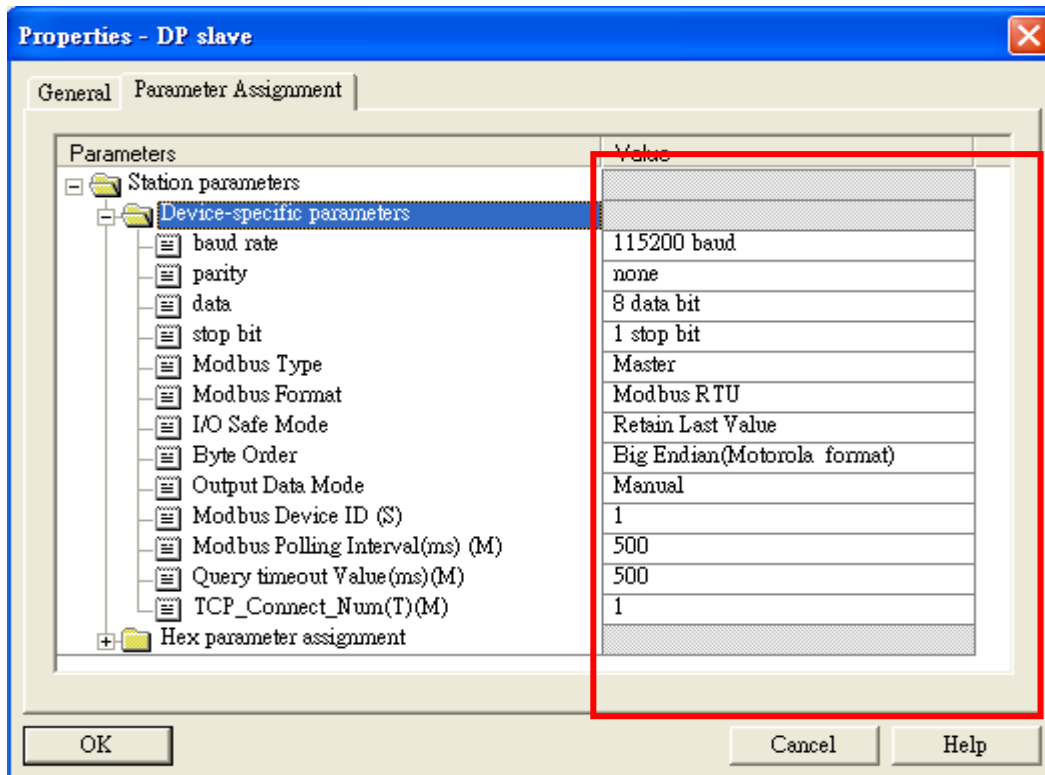 Properties - DP slave
General Parameter Assignment
Parameters Value
Station parameters
Device-specific parameters
baud rate 115200 baud
parity none
data 8 data bit
stop bit 1 stop bit
Modbus Type Master
Modbus Format Modbus RTU
I/O Safe Mode Retain Last Value
Byte Order Big Endian(Motorola format)
Output Data Mode Manual
Modbus Device ID (S) 1
Modbus Polling Interval(ms) (M) 500
Query timeout Value(ms)(M) 500
TCP_Connect_Num(T)(M) 1
Hex parameter assignment
OK Cancel Help